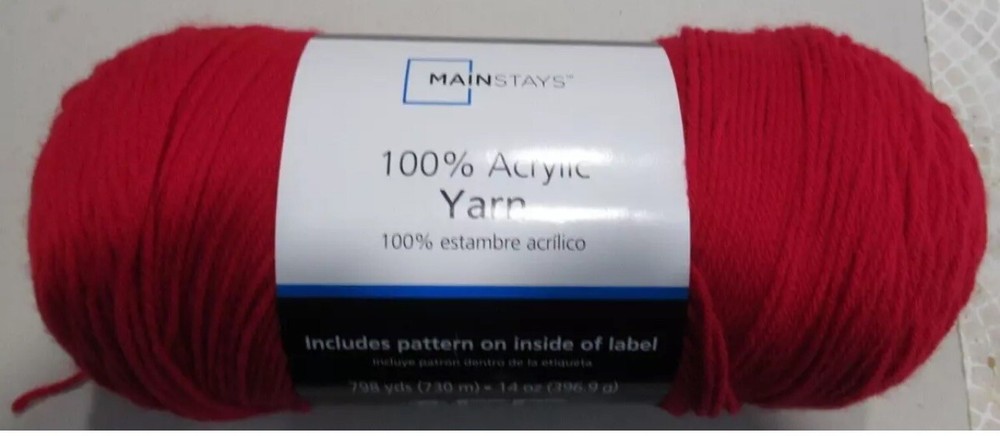 MAINSTAYS™
100% Acrylic
Yarn
100% estambre acrílico
Includes pattern on inside of label
Incluye patrón dentro de la etiqueta
798 yds (730 m) • 14 oz (396.9 g)